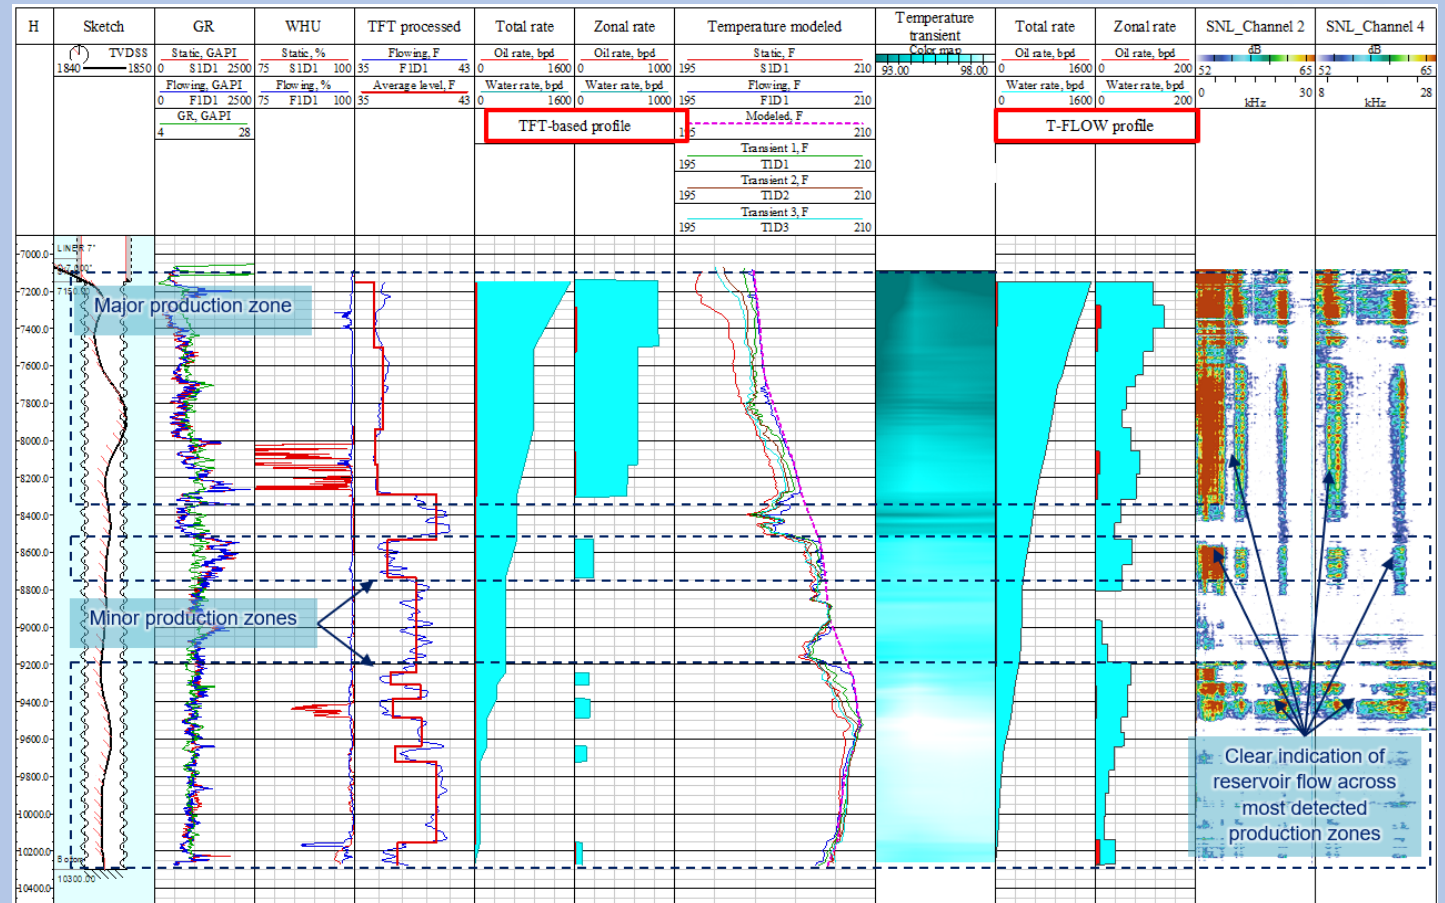 H
Sketch
GR
WHU
TFT processed
Total rate
Zonal rate
Temperature modeled
Temperature
transient
Total rate
Zonal rate
SNL_Channel 2
SNL_Channel 4
TVDSS
1840 1850
Static, GAPI
0 S1D1 2500
Flowing, GAPI
0 F1D1 2500
GR, GAPI
4 28
Static, %
75 S1D1 100
Flowing, %
75 F1D1 100
Flowing, F
35 F1D1 43
Average level, F
35 43
Oil rate, bpd
0 1600
Water rate, bpd
0 1600
Oil rate, bpd
0 1000
Water rate, bpd
0 1000
TFT-based profile
Static, F
195 S1D1 210
Flowing, F
195 F1D1 210
Modeled, F
195 210
Transient 1, F
195 T1D1 210
Transient 2, F
195 T1D2 210
Transient 3, F
195 T1D3 210
Color map
93.00 98.00
Oil rate, bpd
0 1600
Water rate, bpd
0 1600
Oil rate, bpd
0 200
Water rate, bpd
0 200
T-FLOW profile
dB
52 65
0 30
kHz
dB
52 65
8 28
kHz
LINER 7"
7000.0
7200.0
7400.0
7600.0
7800.0
8000.0
8200.0
8400.0
8600.0
8800.0
9000.0
9200.0
9400.0
9600.0
9800.0
10000.0
10200.0
10400.0
10300.00
Major production zone
Minor production zones
Clear indication of
reservoir flow across
most detected
production zones